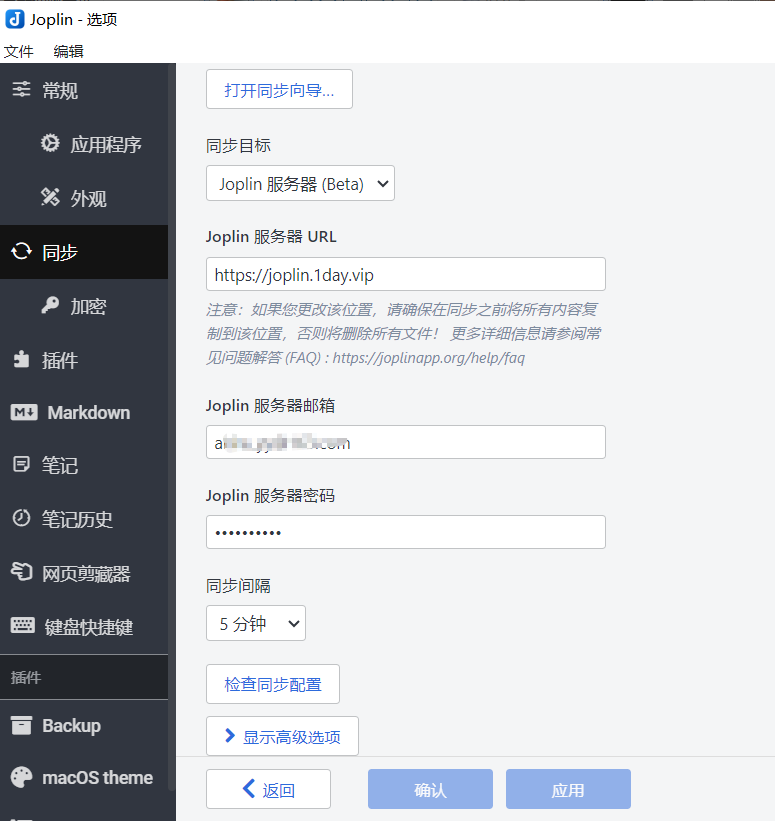 Joplin - 选项
文件 编辑
常规
应用程序
外观
同步
加密
插件
Markdown
笔记
笔记历史
网页剪藏器
键盘快捷键
插件
Backup
macOS theme
打开同步向导...
同步目标
Joplin 服务器 (Beta)
Joplin 服务器 URL
https://joplin.1day.vip
注意：如果您更改该位置，请确保在同步之前将所有内容复
制到该位置，否则将删除所有文件！ 更多详细信息请参阅常
见问题解答 (FAQ) : https://joplinapp.org/help/faq
Joplin 服务器邮箱
Joplin 服务器密码
••••••••••
同步间隔
5 分钟
检查同步配置
显示高级选项
返回 确认 应用